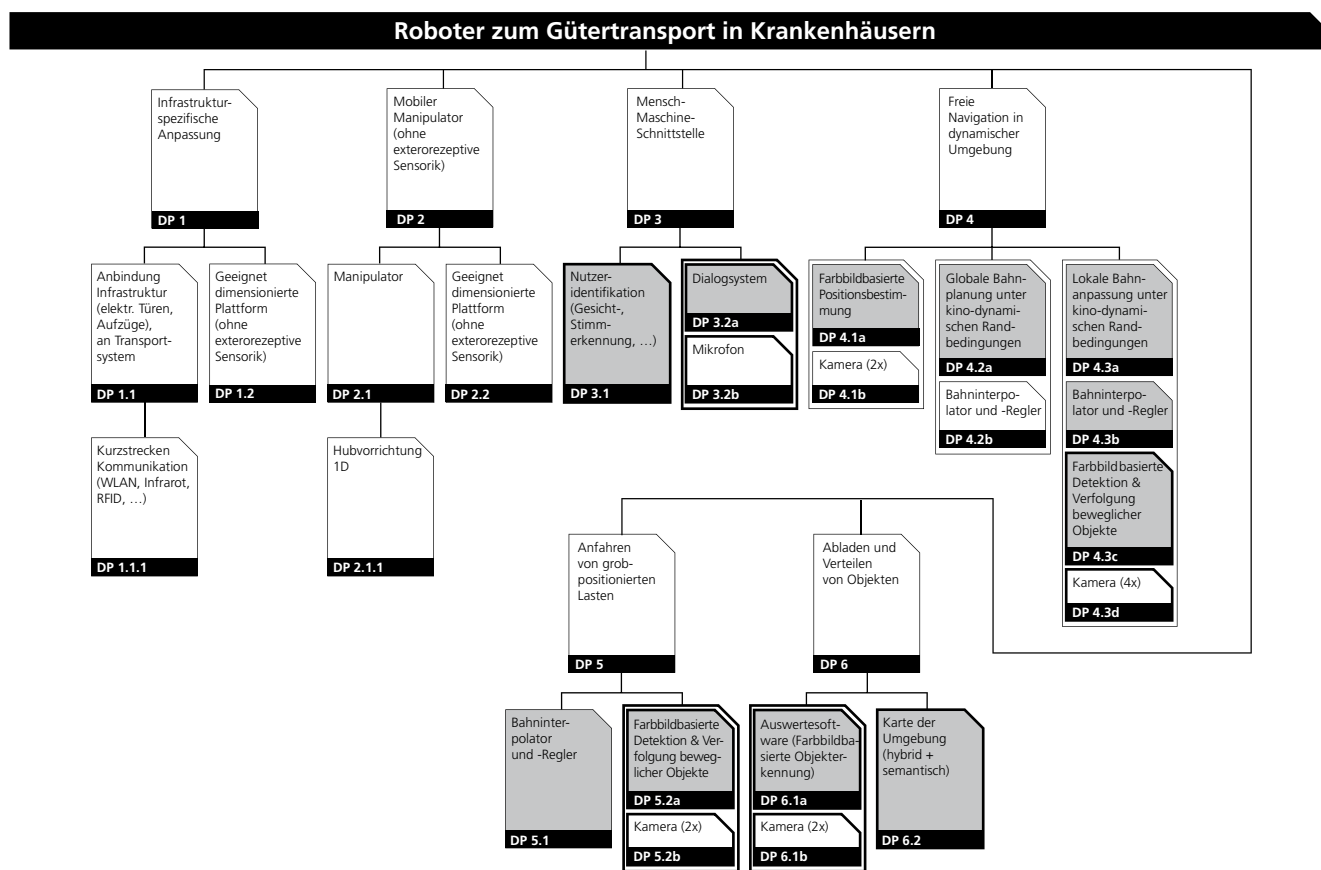 Roboter zum Gütertransport in Krankenhäusern
Infrastruktur-
spezifische
Anpassung
DP 1
Mobiler
Manipulator
(ohne
exterorezeptive
Sensorik)
DP 2
Mensch-
Maschine-
Schnittstelle
DP 3
Freie
Navigation in
dynamischer
Umgebung
DP 4
Anbindung
Infrastruktur
(elektr. Türen,
Aufzüge),
an Transport-
system
DP 1.1
Geeignet
dimensionierte
Plattform
(ohne
exterorezeptive
Sensorik)
DP 1.2
Manipulator
DP 2.1
Geeignet
dimensionierte
Plattform
(ohne
exterorezeptive
Sensorik)
DP 2.2
Nutzer-
identifikation
(Gesicht-,
Stimm-
erkennung, ...)
DP 3.1
Dialogsystem
DP 3.2a
Mikrofon
DP 3.2b
Farbbildbasierte
Positionsbestim-
mung
DP 4.1a
Kamera (2x)
DP 4.1b
Globale Bahn-
planung unter
kino-dynami-
schen Rand-
bedingungen
DP 4.2a
Bahninterpo-
lator und -Regler
DP 4.2b
Lokale Bahn-
anpassung unter
kino-dynami-
schen Rand-
bedingungen
DP 4.3a
Bahninterpo-
lator und -Regler
DP 4.3b
Farbbildbasierte
Detektion &
Verfolgung
beweglicher
Objekte
DP 4.3c
Kamera (4x)
DP 4.3d
Kurzstrecken
Kommunikation
(WLAN, Infrarot,
RFID, ...)
DP 1.1.1
Hubvorrichtung
1D
DP 2.1.1
Anfahren
von grob-
positionierten
Lasten
DP 5
Abladen und
Verteilen
von Objekten
DP 6
Bahninter-
polator
und -Regler
DP 5.1
Farbbildbasierte
Detektion & Ver-
folgung beweg-
licher Objekte
DP 5.2a
Kamera (2x)
DP 5.2b
Auswertesoft-
ware (Farbbildba-
sierte Objekter-
kennung)
DP 6.1a
Kamera (2x)
DP 6.1b
Karte der
Umgebung
(hybrid +
semantisch)
DP 6.2